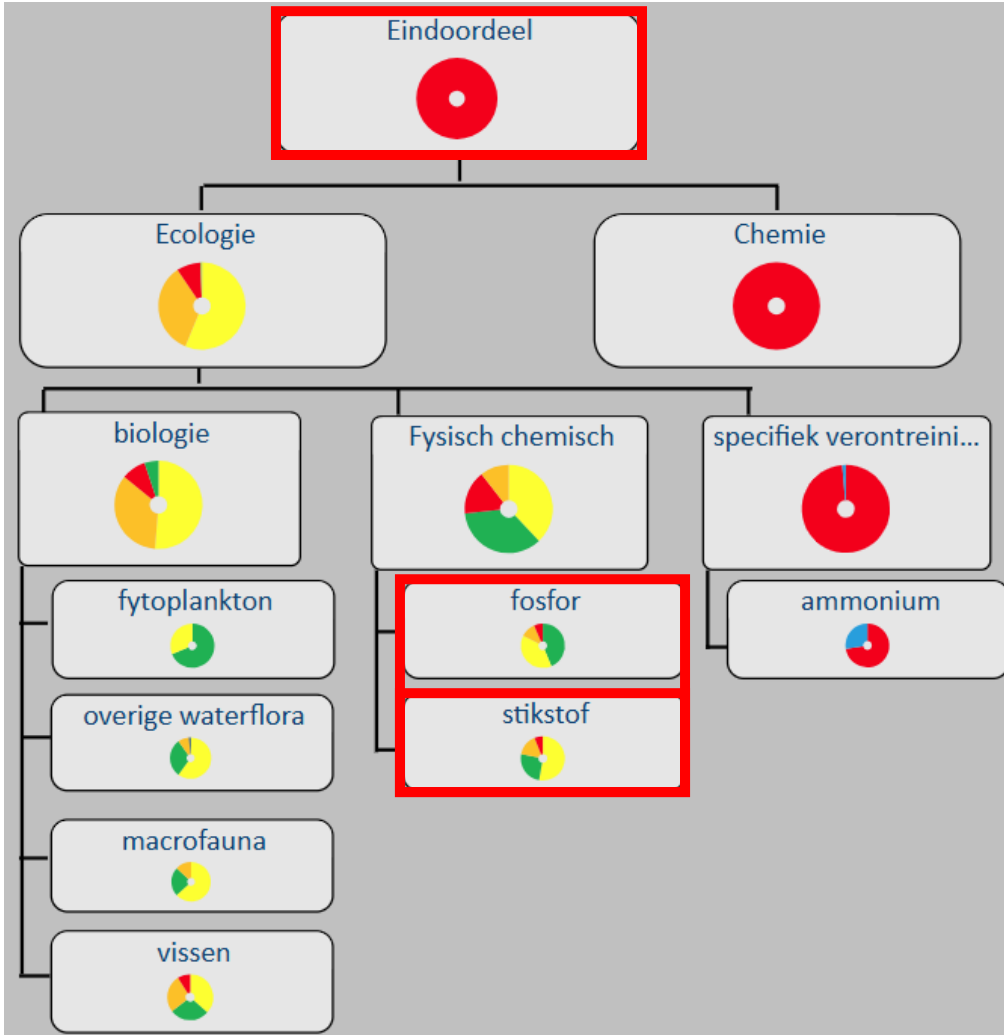 Eindoordeel
Ecologie
Chemie
biologie
Fysisch chemisch
specifiek verontreini...
fytoplankton
fosfor
ammonium
overige waterflora
stikstof
macrofauna
vissen